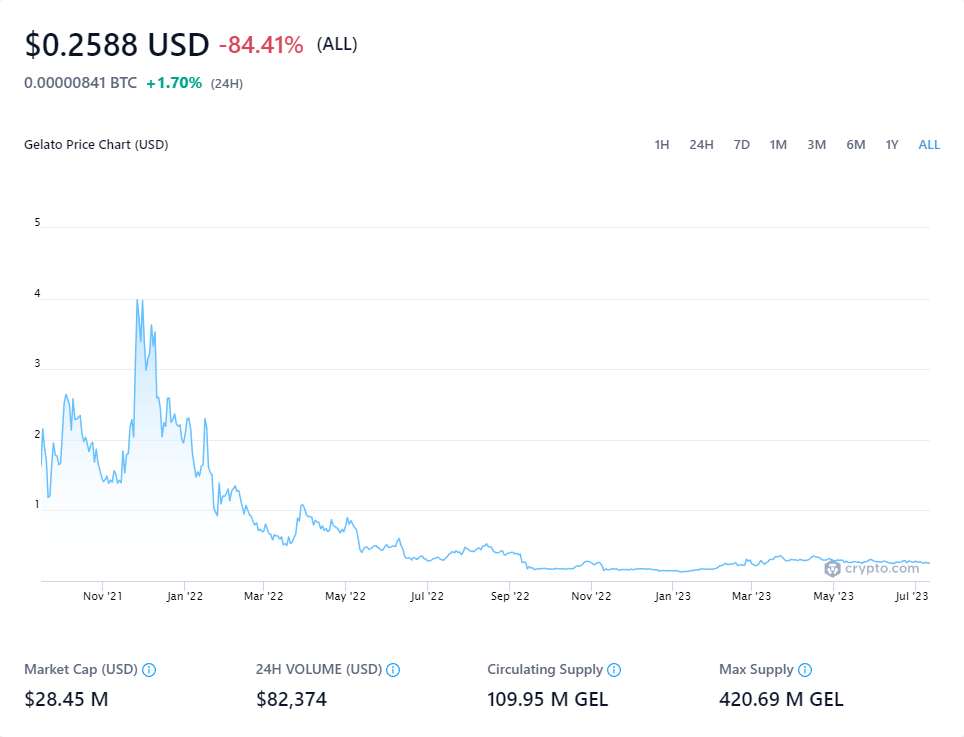 $0.2588 USD -84.41% (ALL)
0.00000841 BTC +1.70% (24H)
Gelato Price Chart (USD) 1H 24H 7D 1M 3M 6M 1Y ALL
5
4
3
2
1
crypto.com
Nov '21 Jan '22 Mar '22 May '22 Jul '22 Sep '22 Nov '22 Jan '23 Mar '23 May '23 Jul '23
Market Cap (USD) 24H VOLUME (USD) Circulating Supply Max Supply
$28.45 M $82,374 109.95 M GEL 420.69 M GEL